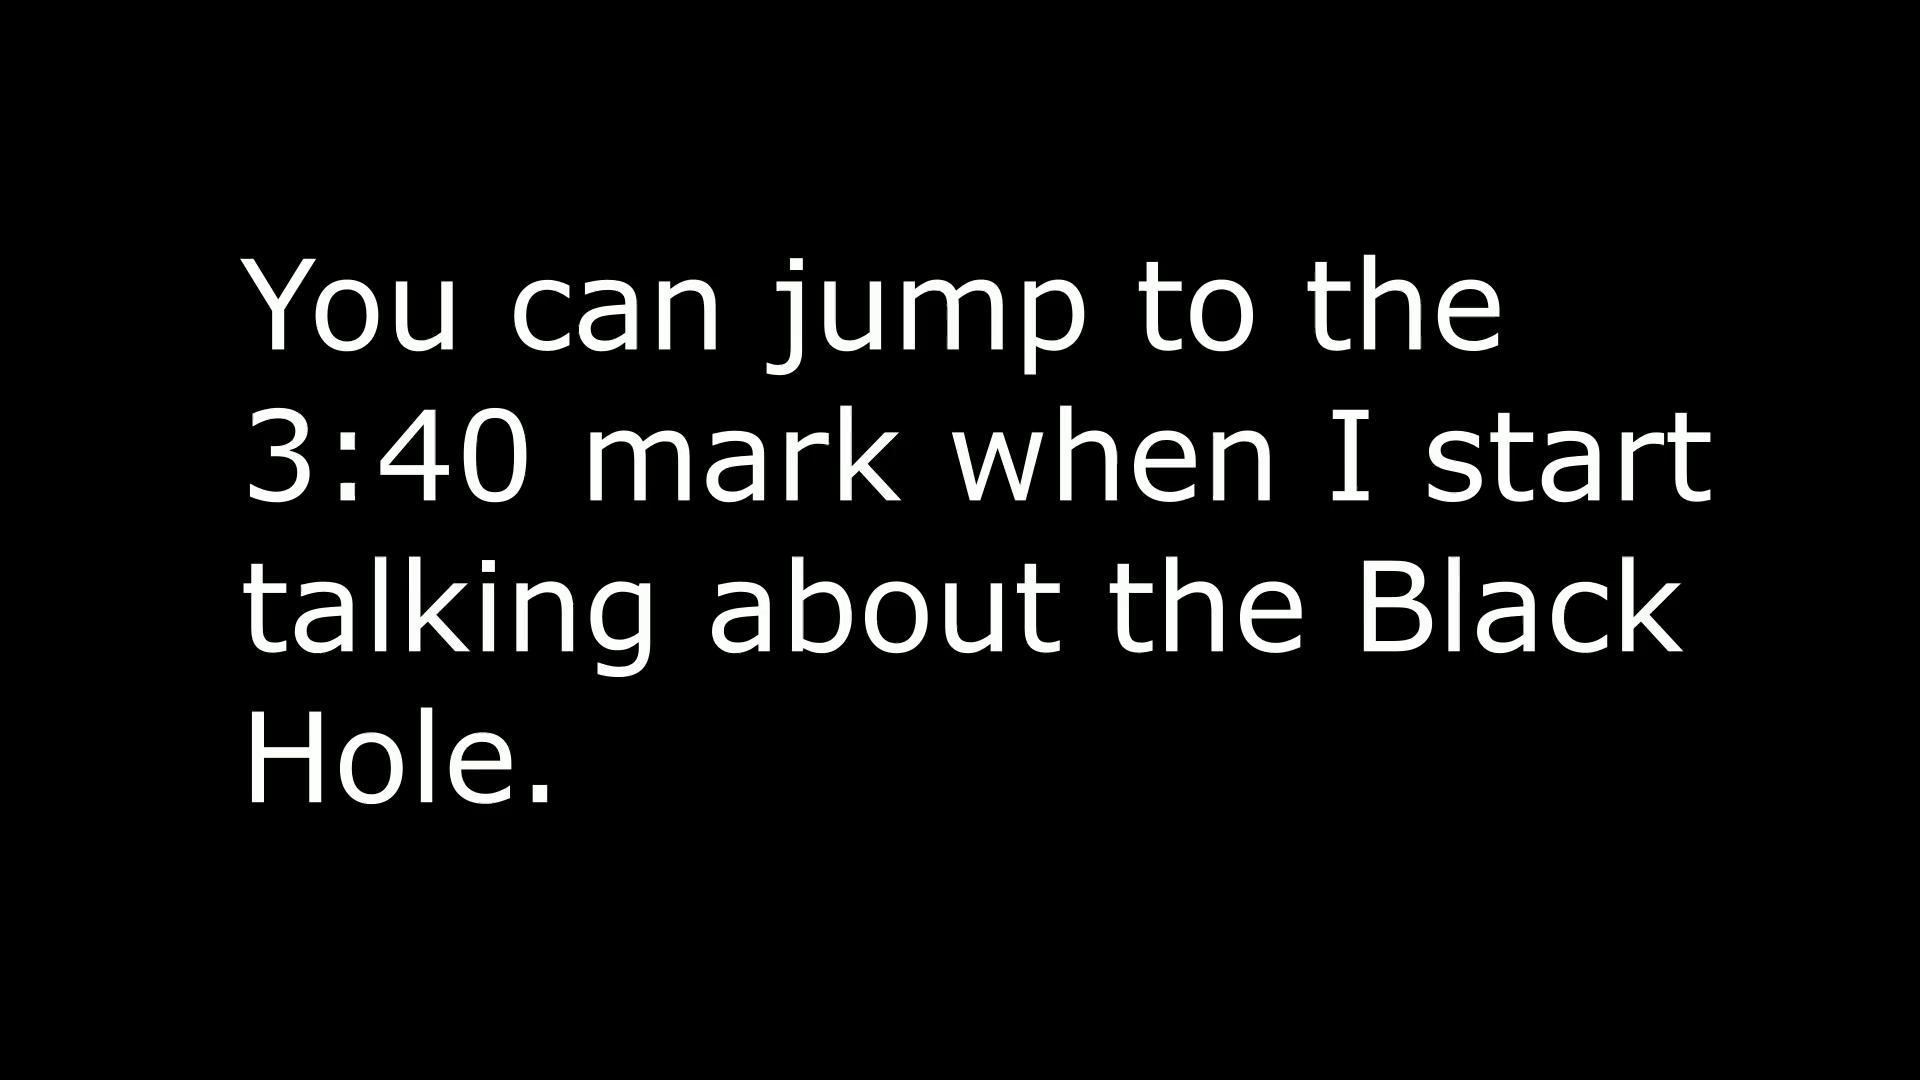 You can jump to the
3:40 mark when I start
talking about the Black
Hole.